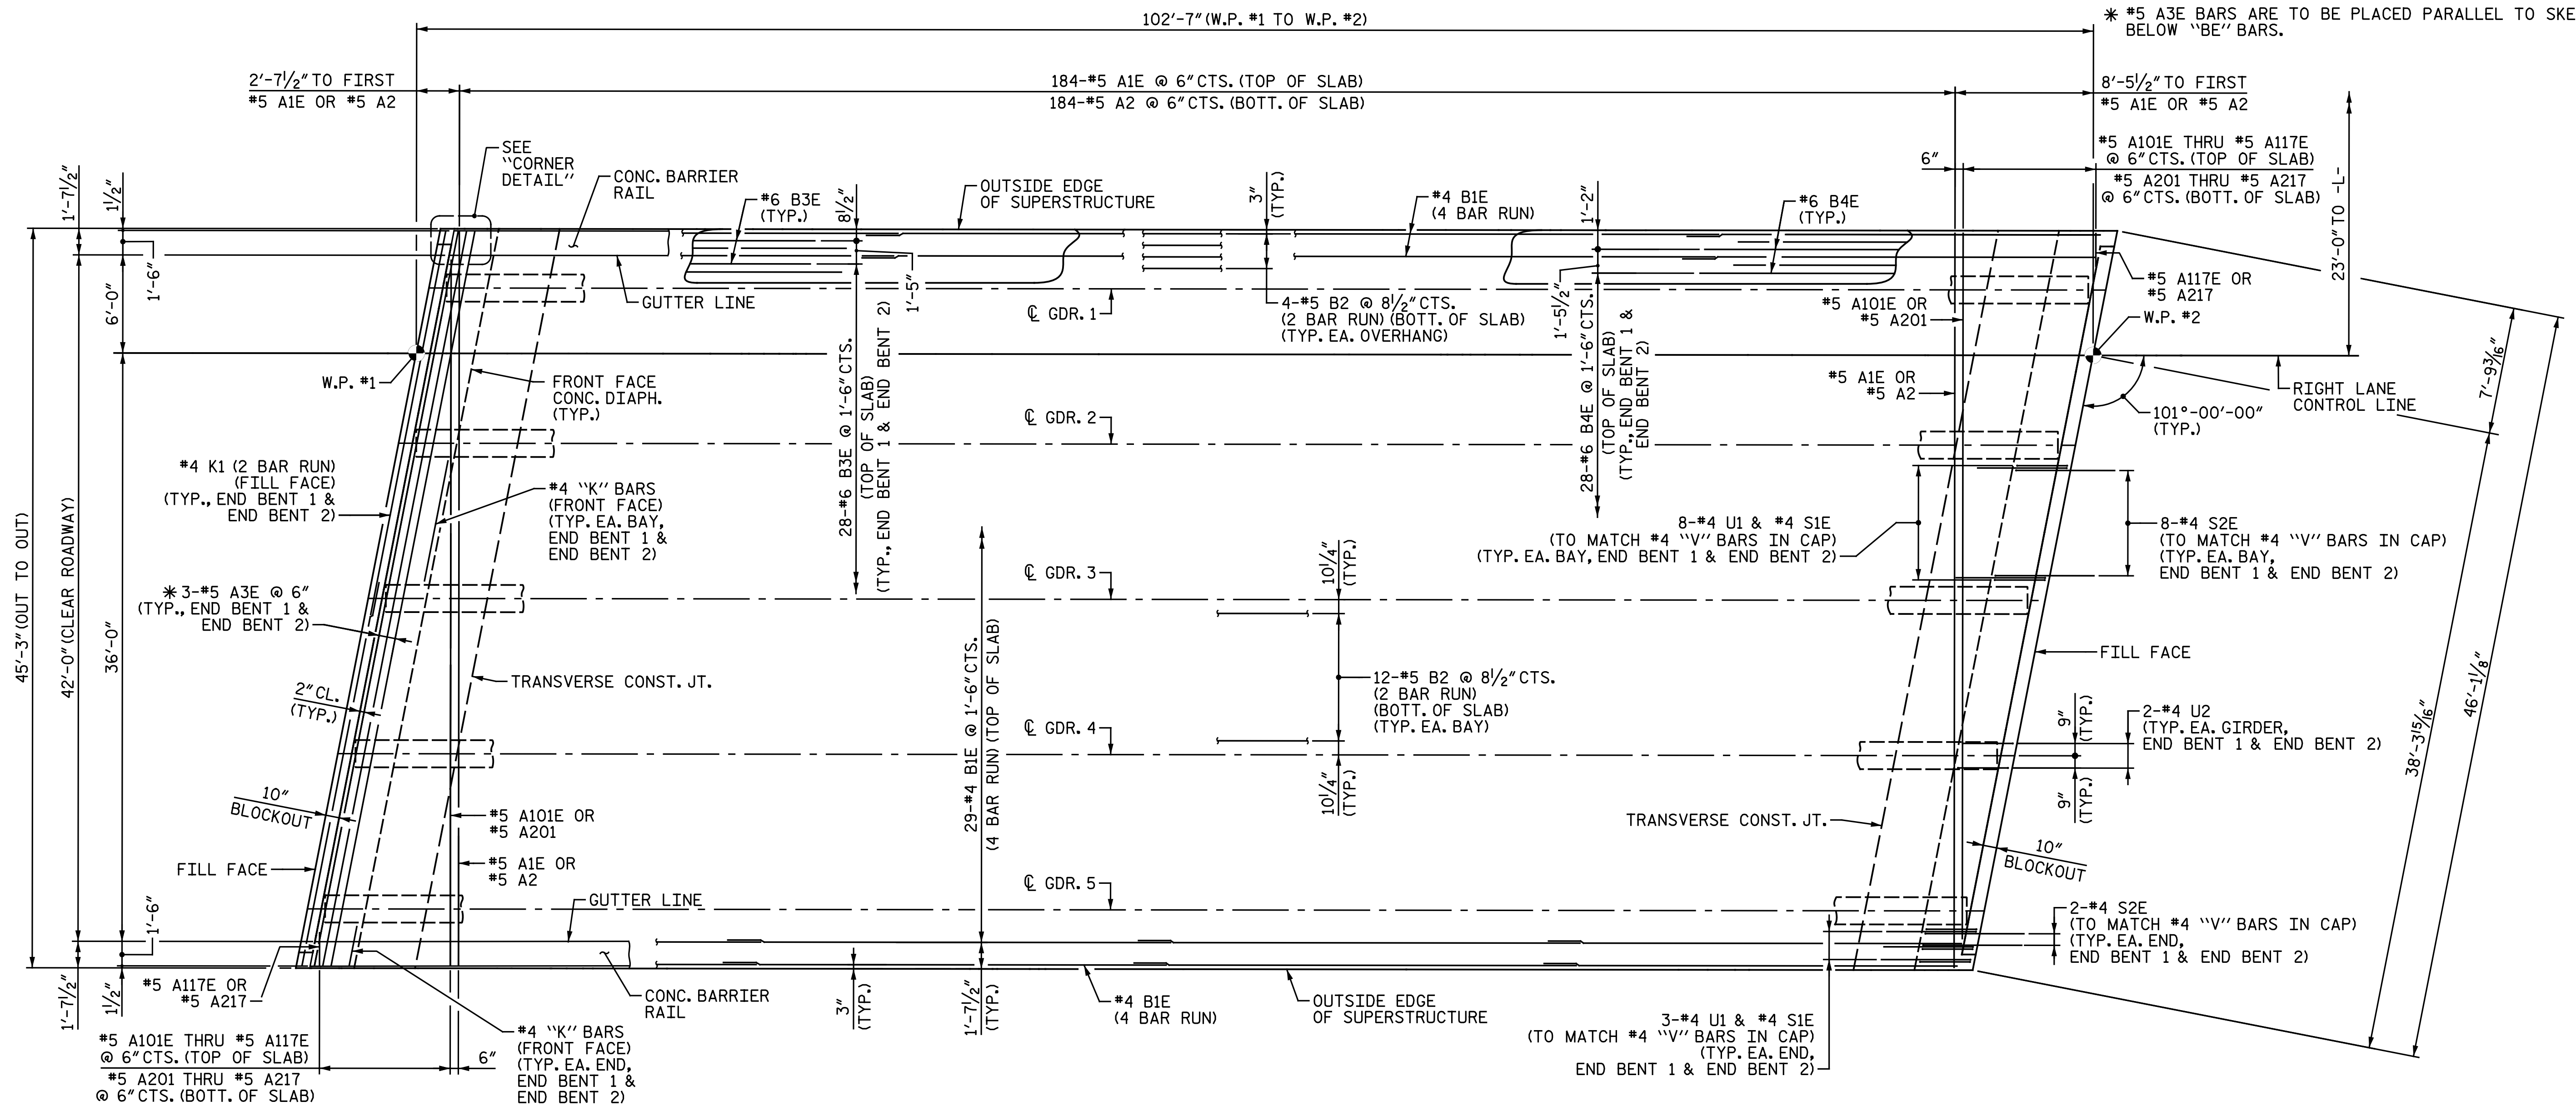 102'-7" (W.P. #1 TO W.P. #2)
✳ #5 A3E BARS ARE TO BE PLACED PARALLEL TO SKE
BELOW "BE" BARS.
2'-7½" TO FIRST
#5 A1E OR #5 A2
184-#5 A1E @ 6" CTS. (TOP OF SLAB)
184-#5 A2 @ 6" CTS. (BOTT. OF SLAB)
8'-5½" TO FIRST
#5 A1E OR #5 A2
#5 A101E THRU #5 A117E
@ 6" CTS. (TOP OF SLAB)
#5 A201 THRU #5 A217
@ 6" CTS. (BOTT. OF SLAB)
6"
23'-0" TO -L-
SEE
"CORNER
DETAIL"
CONC. BARRIER
RAIL
#6 B3E
(TYP.)
8½"
OUTSIDE EDGE
OF SUPERSTRUCTURE
3"
(TYP.)
#4 B1E
(4 BAR RUN)
1'-2"
#6 B4E
(TYP.)
1'-7½"
1½"
1'-6"
6'-0"
GUTTER LINE
1'-5"
℄ GDR. 1
4-#5 B2 @ 8½" CTS.
(2 BAR RUN) (BOTT. OF SLAB)
(TYP. EA. OVERHANG)
1'-5½"
#5 A101E OR
#5 A201
#5 A117E OR
#5 A217
W.P. #2
W.P. #1
FRONT FACE
CONC. DIAPH.
(TYP.)
28-#6 B3E @ 1'-6" CTS.
(TOP OF SLAB)
(TYP., END BENT 1 & END BENT 2)
28-#6 B4E @ 1'-6" CTS.
(TOP OF SLAB)
(TYP., END BENT 1 &
END BENT 2)
#5 A1E OR
#5 A2
RIGHT LANE
CONTROL LINE
101°-00'-00"
(TYP.)
7'-9³⁄₁₆"
℄ GDR. 2
#4 K1 (2 BAR RUN)
(FILL FACE)
(TYP., END BENT 1 &
END BENT 2)
#4 "K" BARS
(FRONT FACE)
(TYP. EA. BAY,
END BENT 1 &
END BENT 2)
8-#4 U1 & #4 S1E
(TO MATCH #4 "V" BARS IN CAP)
(TYP. EA. BAY, END BENT 1 & END BENT 2)
8-#4 S2E
(TO MATCH #4 "V" BARS IN CAP)
(TYP. EA. BAY,
END BENT 1 & END BENT 2)
45'-3" (OUT TO OUT)
42'-0" (CLEAR ROADWAY)
36'-0"
✳ 3-#5 A3E @ 6"
(TYP., END BENT 1 &
END BENT 2)
℄ GDR. 3
10¼"
(TYP.)
TRANSVERSE CONST. JT.
2" CL.
(TYP.)
29-#4 B1E @ 1'-6" CTS.
(4 BAR RUN) (TOP OF SLAB)
12-#5 B2 @ 8½" CTS.
(2 BAR RUN)
(BOTT. OF SLAB)
(TYP. EA. BAY)
FILL FACE
38'-3¹⁵⁄₁₆"
46'-1⅛"
℄ GDR. 4
10¼"
(TYP.)
9"
(TYP.)
9"
(TYP.)
2-#4 U2
(TYP. EA. GIRDER,
END BENT 1 & END BENT 2)
10"
BLOCKOUT
#5 A101E OR
#5 A201
TRANSVERSE CONST. JT.
10"
BLOCKOUT
FILL FACE
#5 A1E OR
#5 A2
℄ GDR. 5
1'-6"
GUTTER LINE
2-#4 S2E
(TO MATCH #4 "V" BARS IN CAP)
(TYP. EA. END,
END BENT 1 & END BENT 2)
1'-7½"
1½"
#5 A117E OR
#5 A217
CONC. BARRIER
RAIL
3"
(TYP.)
1'-7½"
(TYP.)
#4 B1E
(4 BAR RUN)
OUTSIDE EDGE
OF SUPERSTRUCTURE
3-#4 U1 & #4 S1E
(TO MATCH #4 "V" BARS IN CAP)
(TYP. EA. END,
END BENT 1 & END BENT 2)
#5 A101E THRU #5 A117E
@ 6" CTS. (TOP OF SLAB)
#5 A201 THRU #5 A217
@ 6" CTS. (BOTT. OF SLAB)
6"
#4 "K" BARS
(FRONT FACE)
(TYP. EA. END,
END BENT 1 &
END BENT 2)